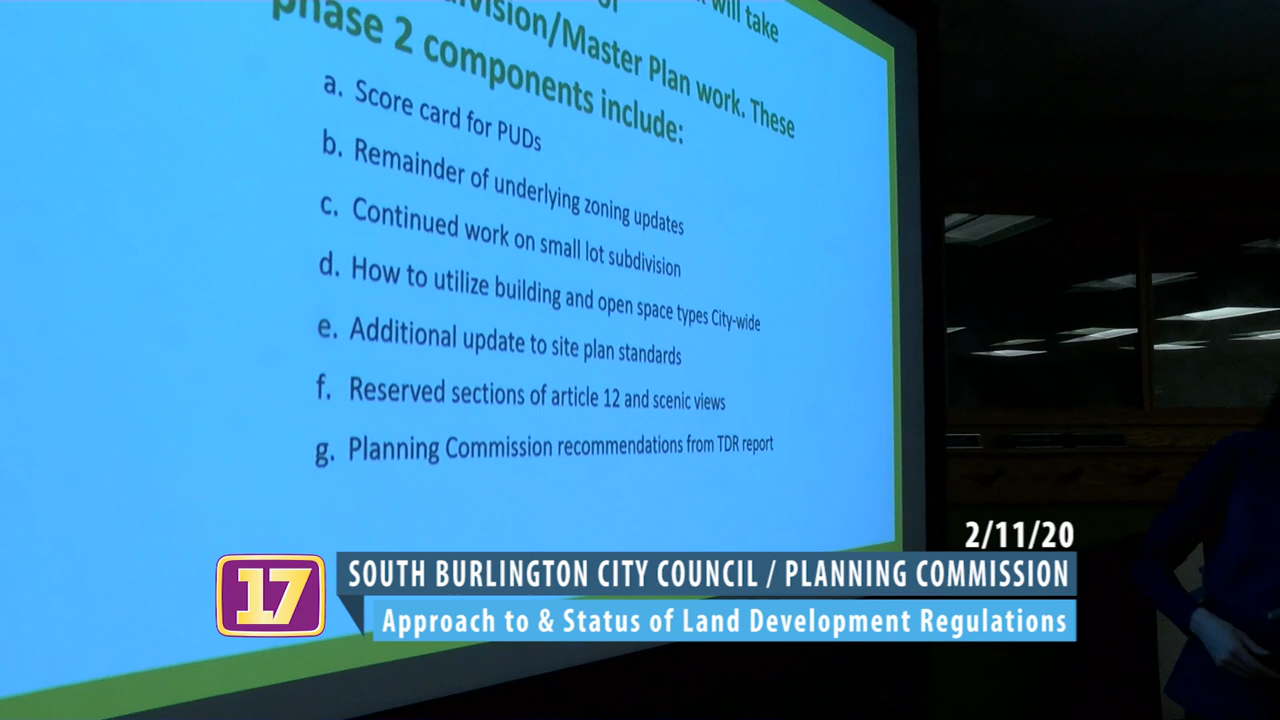 will take
vision/Master Plan work. These
phase 2 components include:
a. Score card for PUDs
b. Remainder of underlying zoning updates
c. Continued work on small lot subdivision
d. How to utilize building and open space types City-wide
e. Additional update to site plan standards
f. Reserved sections of article 12 and scenic views
g. Planning Commission recommendations from TDR report
2/11/20
17
SOUTH BURLINGTON CITY COUNCIL / PLANNING COMMISSION
Approach to & Status of Land Development Regulations